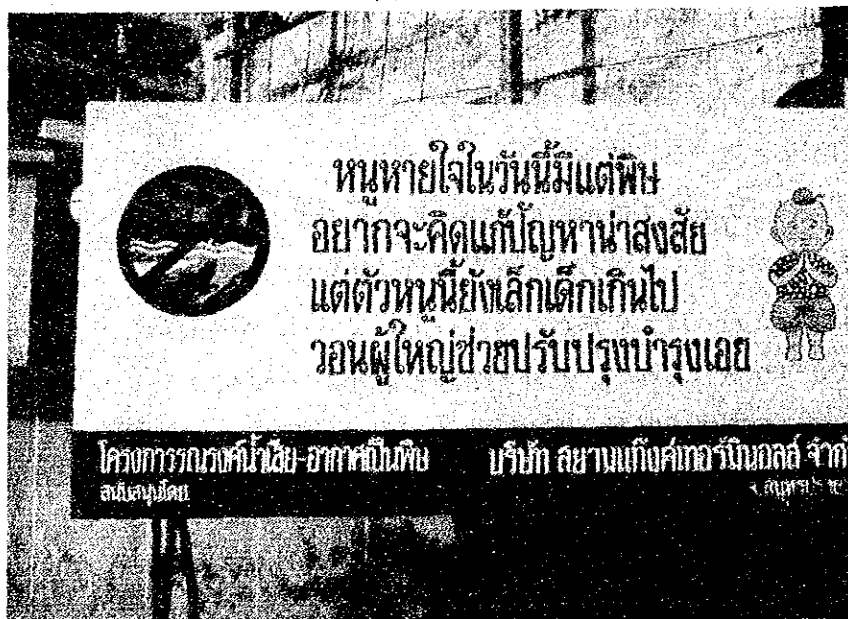 หนูหายใจในวันนี้มีแต่พิษ
อยากจะคิดแก้ปัญหาน่าสงสัย
แต่ตัวหนูนี้ยังเล็กเด็กเกินไป
วอนผู้ใหญ่ช่วยปรับปรุงบำรุงเอย
โครงการรณรงค์น้ำเสีย-อากาศเป็นพิษ
สนับสนุนโดย
บริษัท สยามแท๊งค์เทอร์มินอลล์